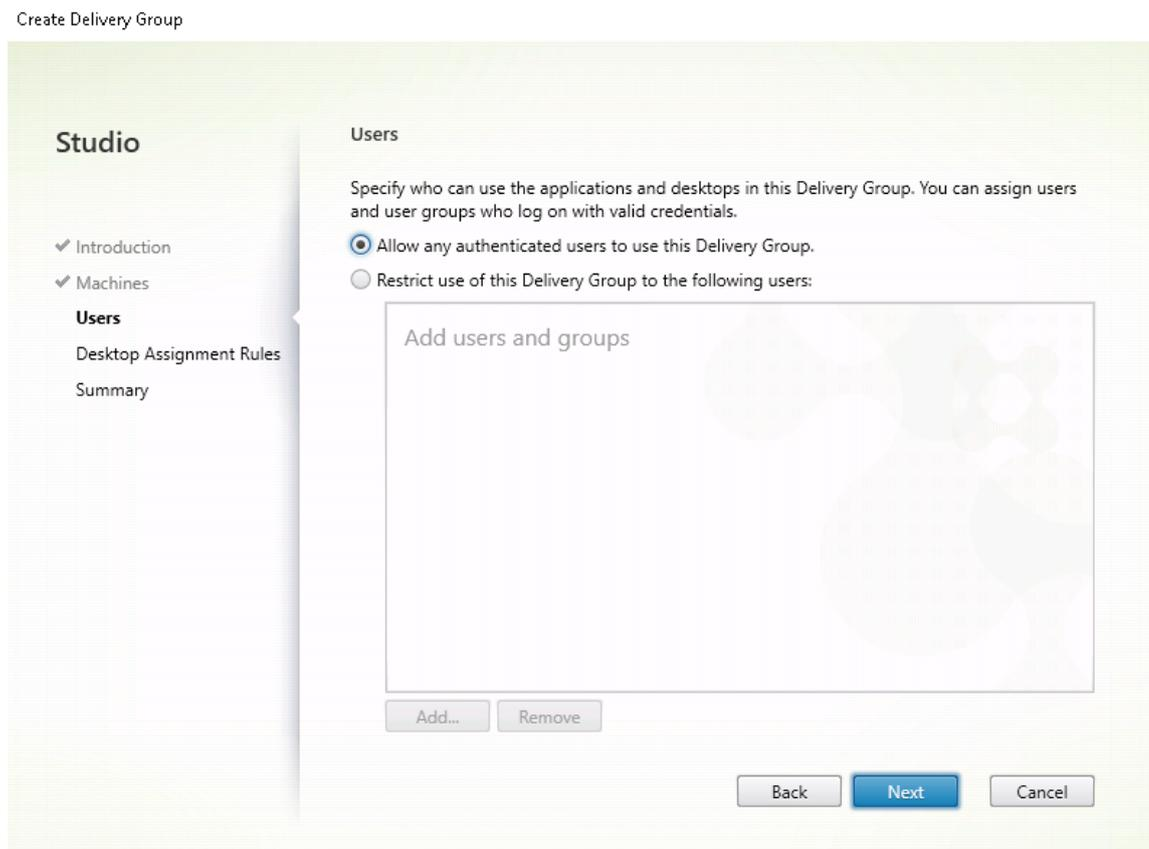 Create Delivery Group
Studio
Introduction
Machines
Users
Desktop Assignment Rules
Summary
Users
Specify who can use the applications and desktops in this Delivery Group. You can assign users
and user groups who log on with valid credentials.
Allow any authenticated users to use this Delivery Group.
Restrict use of this Delivery Group to the following users:
Add users and groups
Add...
Remove
Back
Next
Cancel